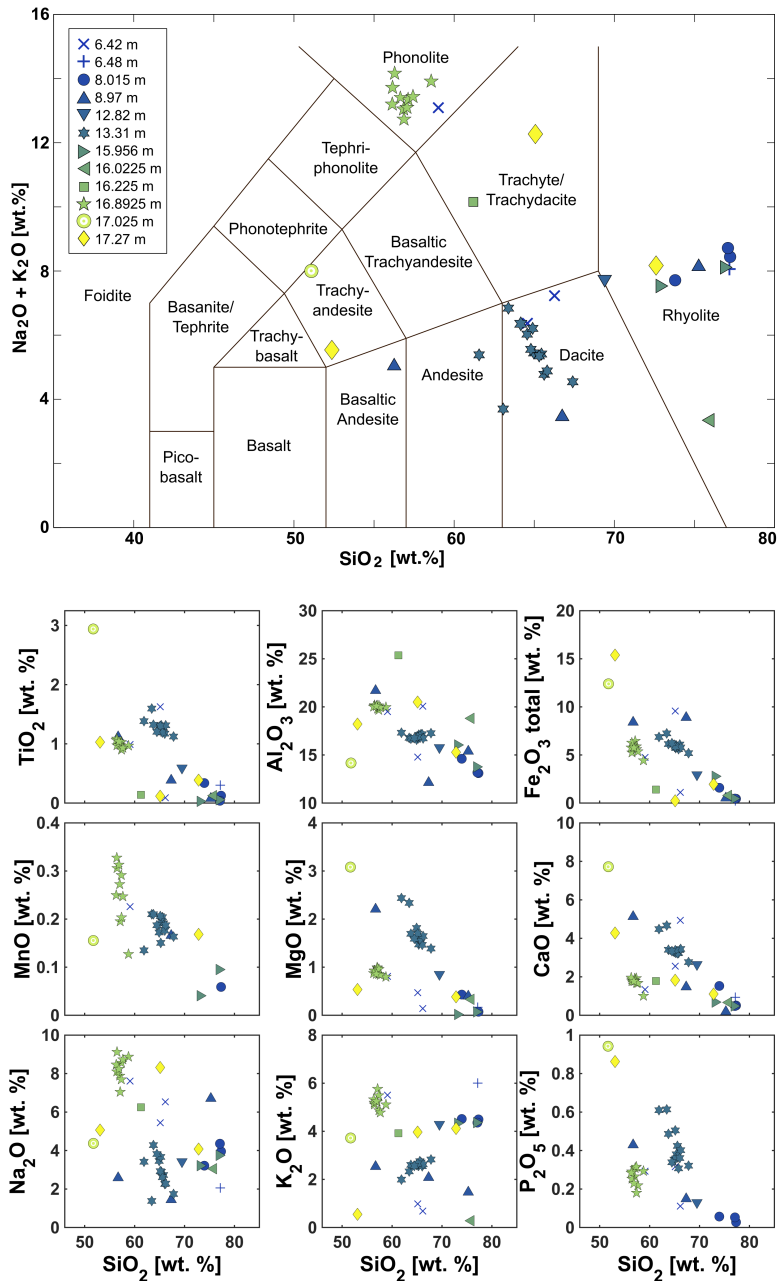 16
12
8
4
0
Na2O + K2O [wt.%]
6.42 m
6.48 m
8.015 m
8.97 m
12.82 m
13.31 m
15.956 m
16.0225 m
16.225 m
16.8925 m
17.025 m
17.27 m
Phonolite
Tephri-
phonolite
Trachyte/
Trachydacite
Phonotephrite
Basaltic
Trachyandesite
Foidite
Basanite/
Tephrite
Trachy-
andesite
Rhyolite
Trachy-
basalt
Dacite
Andesite
Basaltic
Andesite
Basalt
Pico-
basalt
40
50
60
70
80
SiO2 [wt.%]
3
2
1
0
TiO2 [wt. %]
30
25
20
15
10
Al2O3 [wt. %]
20
15
10
5
0
Fe2O3 total [wt. %]
0.4
0.3
0.2
0.1
0
MnO [wt. %]
4
3
2
1
0
MgO [wt. %]
10
8
6
4
2
0
CaO [wt. %]
10
8
6
4
2
0
Na2O [wt. %]
50 60 70 80
SiO2 [wt. %]
8
6
4
2
0
K2O [wt. %]
50 60 70 80
SiO2 [wt. %]
1
0.8
0.6
0.4
0.2
0
P2O5 [wt. %]
50 60 70 80
SiO2 [wt. %]